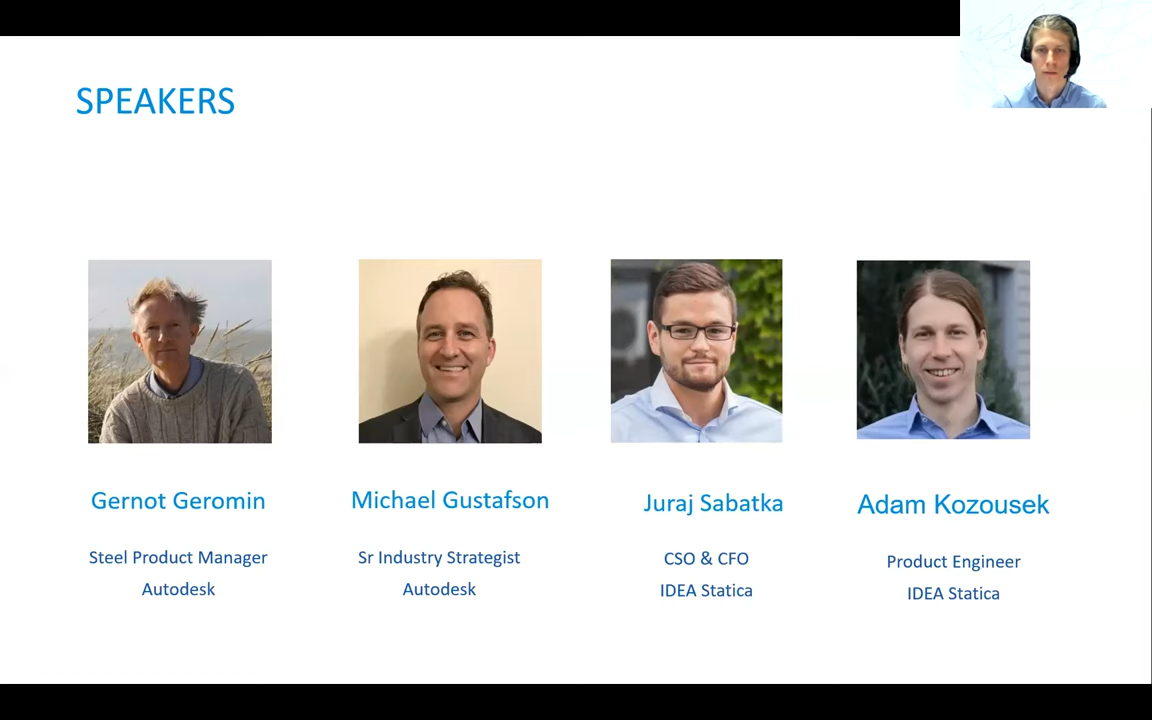 SPEAKERS
Gernot Geromin
Steel Product Manager
Autodesk
Michael Gustafson
Sr Industry Strategist
Autodesk
Juraj Sabatka
CSO & CFO
IDEA Statica
Adam Kozousek
Product Engineer
IDEA Statica